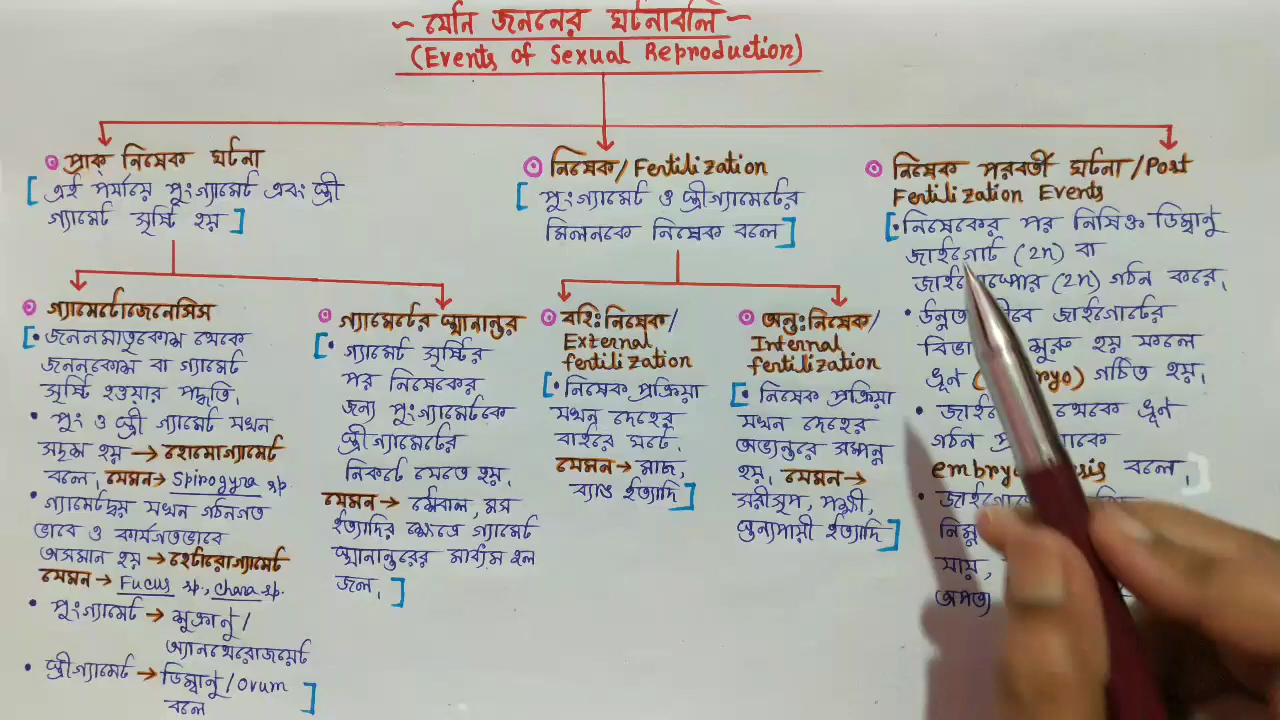 ~ যৌন জননের ঘটনাবলি ~
(Events of Sexual Reproduction)
প্রাক্ নিষেক ঘটনা
[এই পর্যায়ে পুংগ্যামেট এবং স্ত্রী
গ্যামেট সৃষ্টি হয়]
গ্যামেটোজেনেসিস
[• জননমাতৃকোশ থেকে
জননকোশ বা গ্যামেট
সৃষ্টি হওয়ার পদ্ধতি।
• পুং ও স্ত্রী গ্যামেট যখন
সদৃশ হয় → হোমোগ্যামেট
বলে। যেমন → Spirogyra sp.
• গ্যামেটদ্বয় যখন গঠনগত
ভাবে ও কার্যগতভাবে
অসমান হয় → হেটারোগ্যামেট
যেমন → Fucus sp., chara sp.
• পুংগ্যামেট → শুক্রাণু/
অ্যানথেরোজয়েট
• স্ত্রীগ্যামেট → ডিম্বাণু/ovum
বলে]
গ্যামেটের স্থানান্তর
[• গ্যামেট সৃষ্টির
পর নিষেকের
জন্য পুংগ্যামেটকে
স্ত্রীগ্যামেটের
নিকটে যেতে হয়।
যেমন → শৈবাল, মস
ইত্যাদির ক্ষেত্রে গ্যামেট
স্থানান্তরের মাধ্যম হল
জল।]
নিষেক/Fertilization
[পুংগ্যামেট ও স্ত্রীগ্যামেটের
মিলনকে নিষেক বলে]
বহিঃনিষেক/
External
fertilization
[• নিষেক প্রক্রিয়া
যখন দেহের
বাইরে ঘটে।
যেমন → মাছ,
ব্যাঙ ইত্যাদি]
অন্তঃনিষেক/
Internal
fertilization
[• নিষেক প্রক্রিয়া
যখন দেহের
অভ্যন্তরে সম্পন্ন
হয়। যেমন →
সরীসৃপ, পক্ষী,
স্তন্যপায়ী ইত্যাদি]
নিষেক পরবর্তী ঘটনা/Post
Fertilization Events
[• নিষেকের পর নিষিক্ত ডিম্বাণু
জাইগোট (2n) বা
(2n) গঠন করে।
• উন্নত জাইগোটের
শুরু হয় ফলে
ভ্রূণ গঠিত হয়।
• থেকে ভ্রূণ
গঠন
বলে।]
•
যায়,
অপত্য